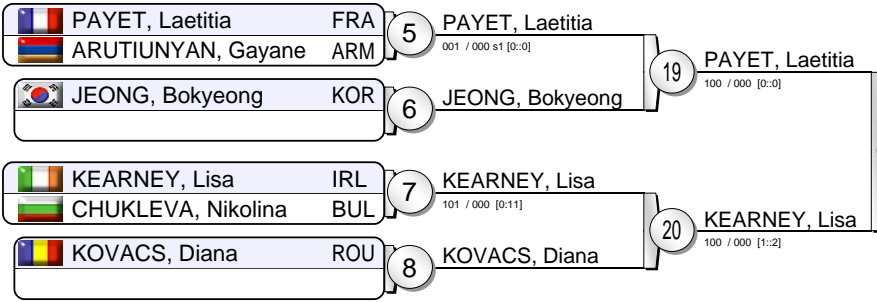 PAYET, Laetitia FRA
ARUTIUNYAN, Gayane ARM
5
PAYET, Laetitia
001 / 000 s1 [0::0]
JEONG, Bokyeong KOR
6
JEONG, Bokyeong
19
PAYET, Laetitia
100 / 000 [0::0]
KEARNEY, Lisa IRL
CHUKLEVA, Nikolina BUL
7
KEARNEY, Lisa
101 / 000 [0:11]
KOVACS, Diana ROU
8
KOVACS, Diana
20
KEARNEY, Lisa
100 / 000 [1::2]